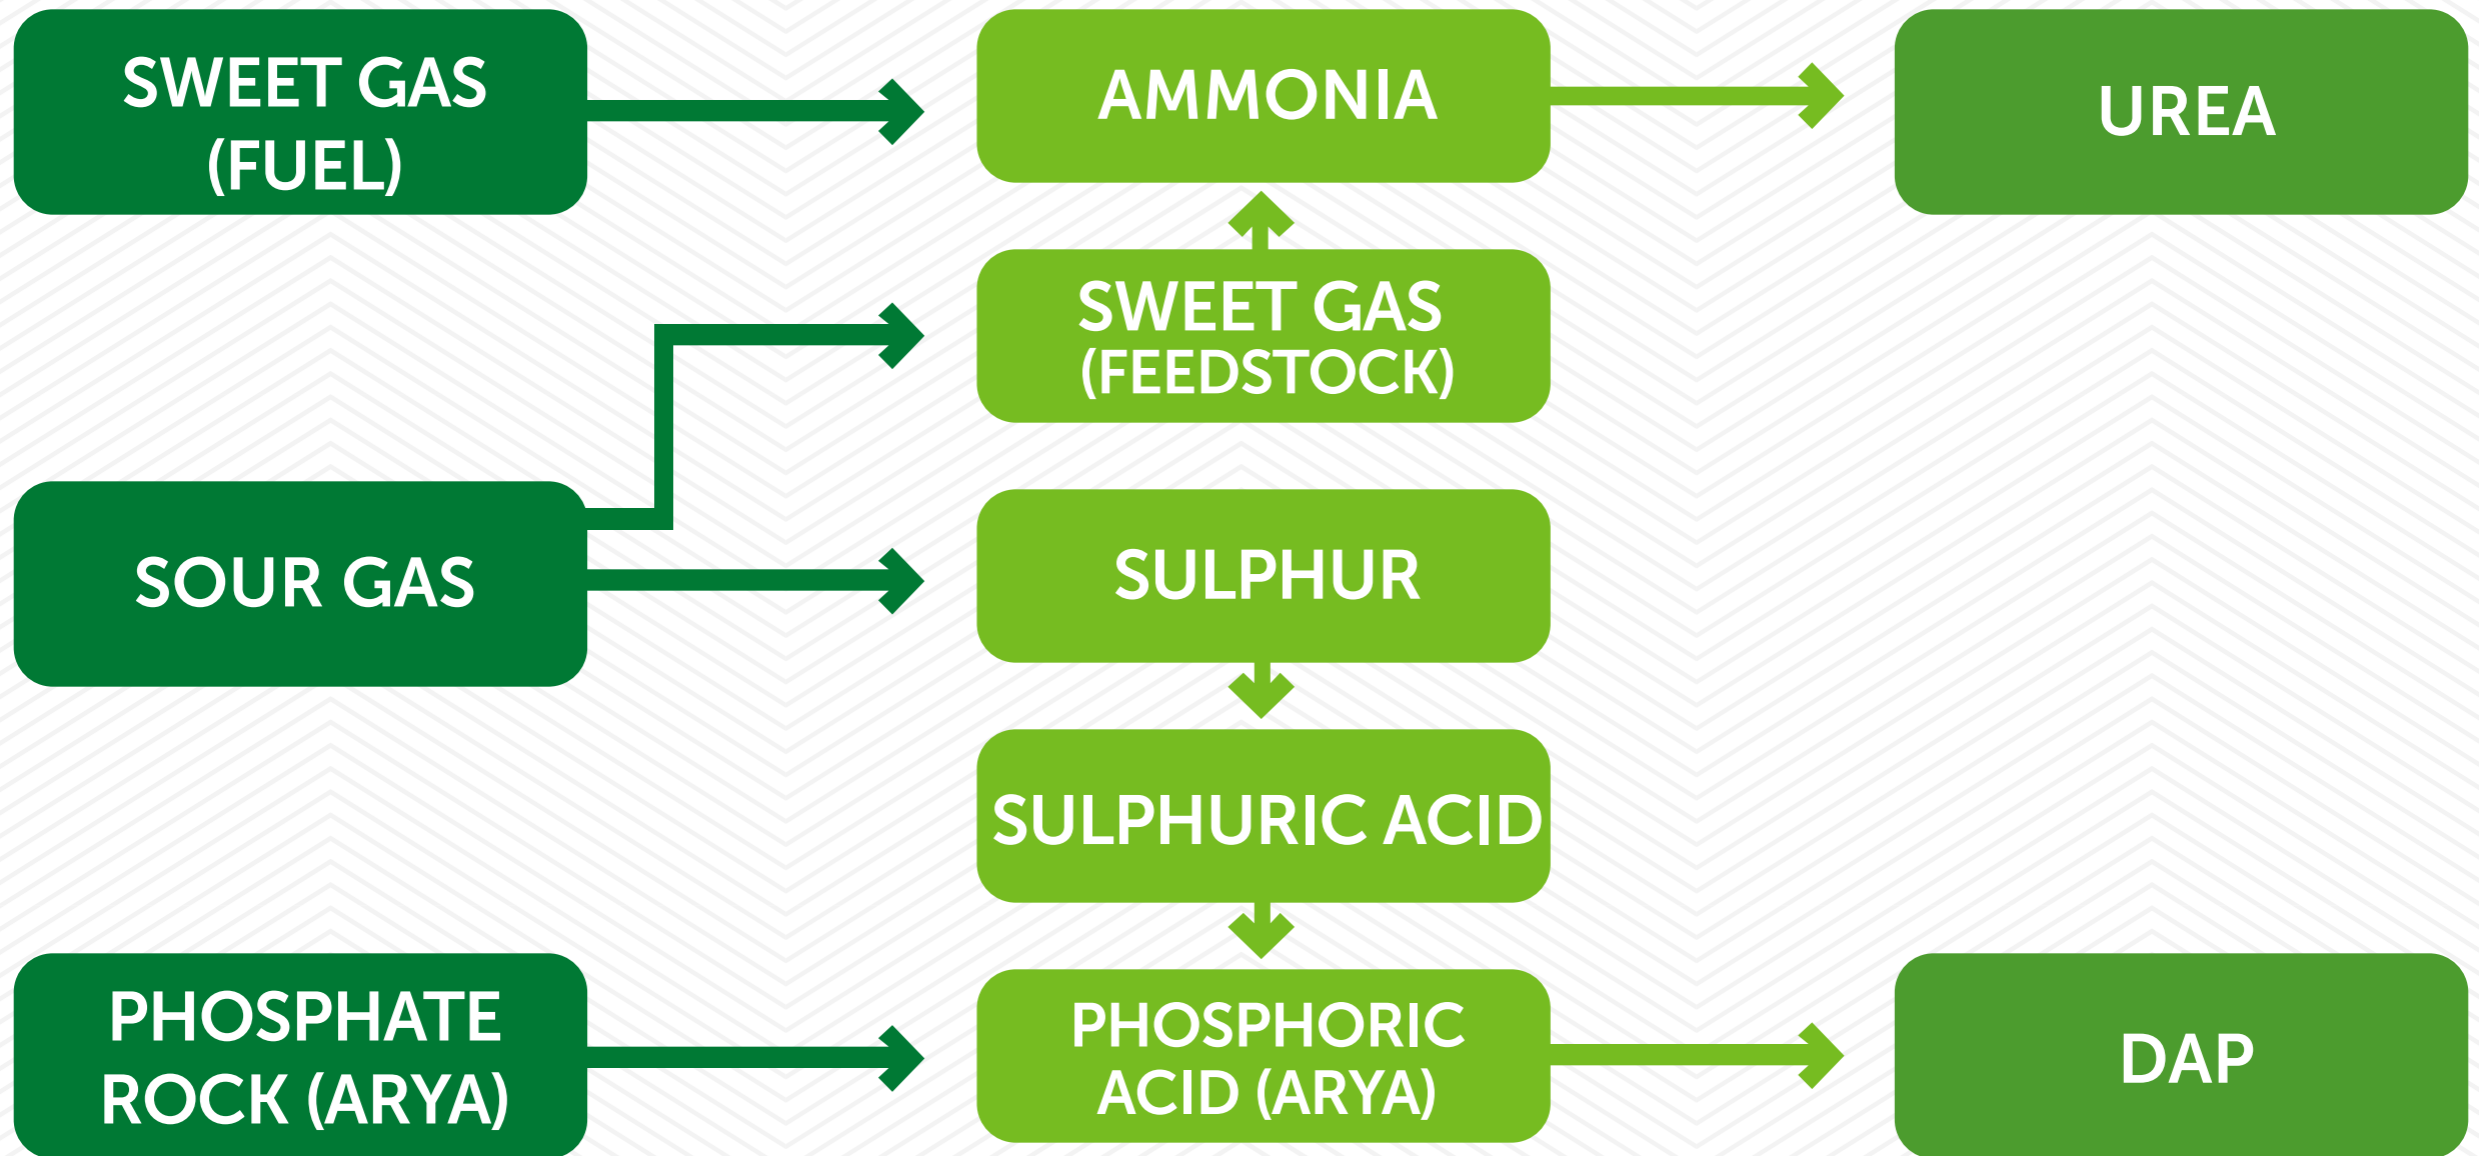 SWEET GAS
(FUEL)
AMMONIA
UREA
SWEET GAS
(FEEDSTOCK)
SOUR GAS
SULPHUR
SULPHURIC ACID
PHOSPHATE
ROCK (ARYA)
PHOSPHORIC
ACID (ARYA)
DAP